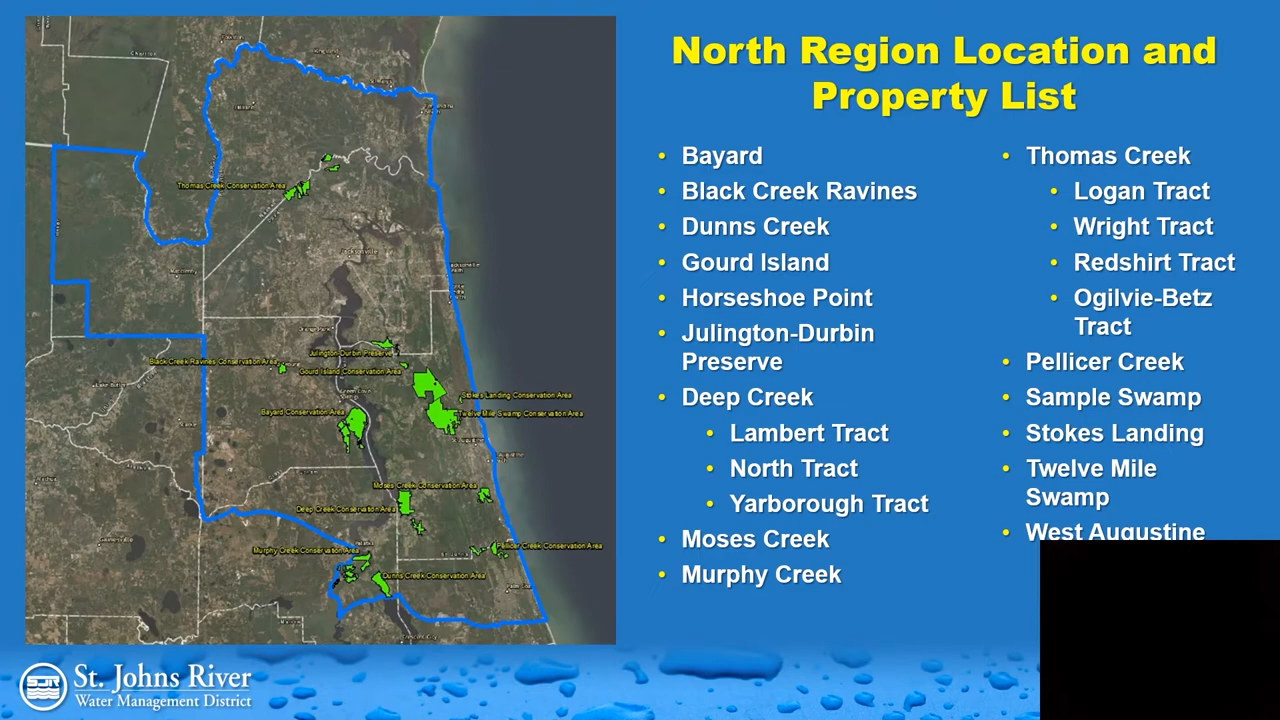 North Region Location and
Property List
• Bayard
• Black Creek Ravines
• Dunns Creek
• Gourd Island
• Horseshoe Point
• Julington-Durbin
Preserve
• Deep Creek
• Lambert Tract
• North Tract
• Yarborough Tract
• Moses Creek
• Murphy Creek
• Thomas Creek
• Logan Tract
• Wright Tract
• Redshirt Tract
• Ogilvie-Betz
Tract
• Pellicer Creek
• Sample Swamp
• Stokes Landing
• Twelve Mile
Swamp
• West Augustine
Thomas Creek Conservation Area
Jacksonville
Julington-Durbin Preserve
Black Creek Ravines Conservation Area
Gourd Island Conservation Area
Stokes Landing Conservation Area
Bayard Conservation Area
Twelve Mile Swamp Conservation Area
Moses Creek Conservation Area
Deep Creek Conservation Area
Murphy Creek Conservation Area
Pellicer Creek Conservation Area
Dunns Creek Conservation Area
Crescent City
SJR
St. Johns River
Water Management District